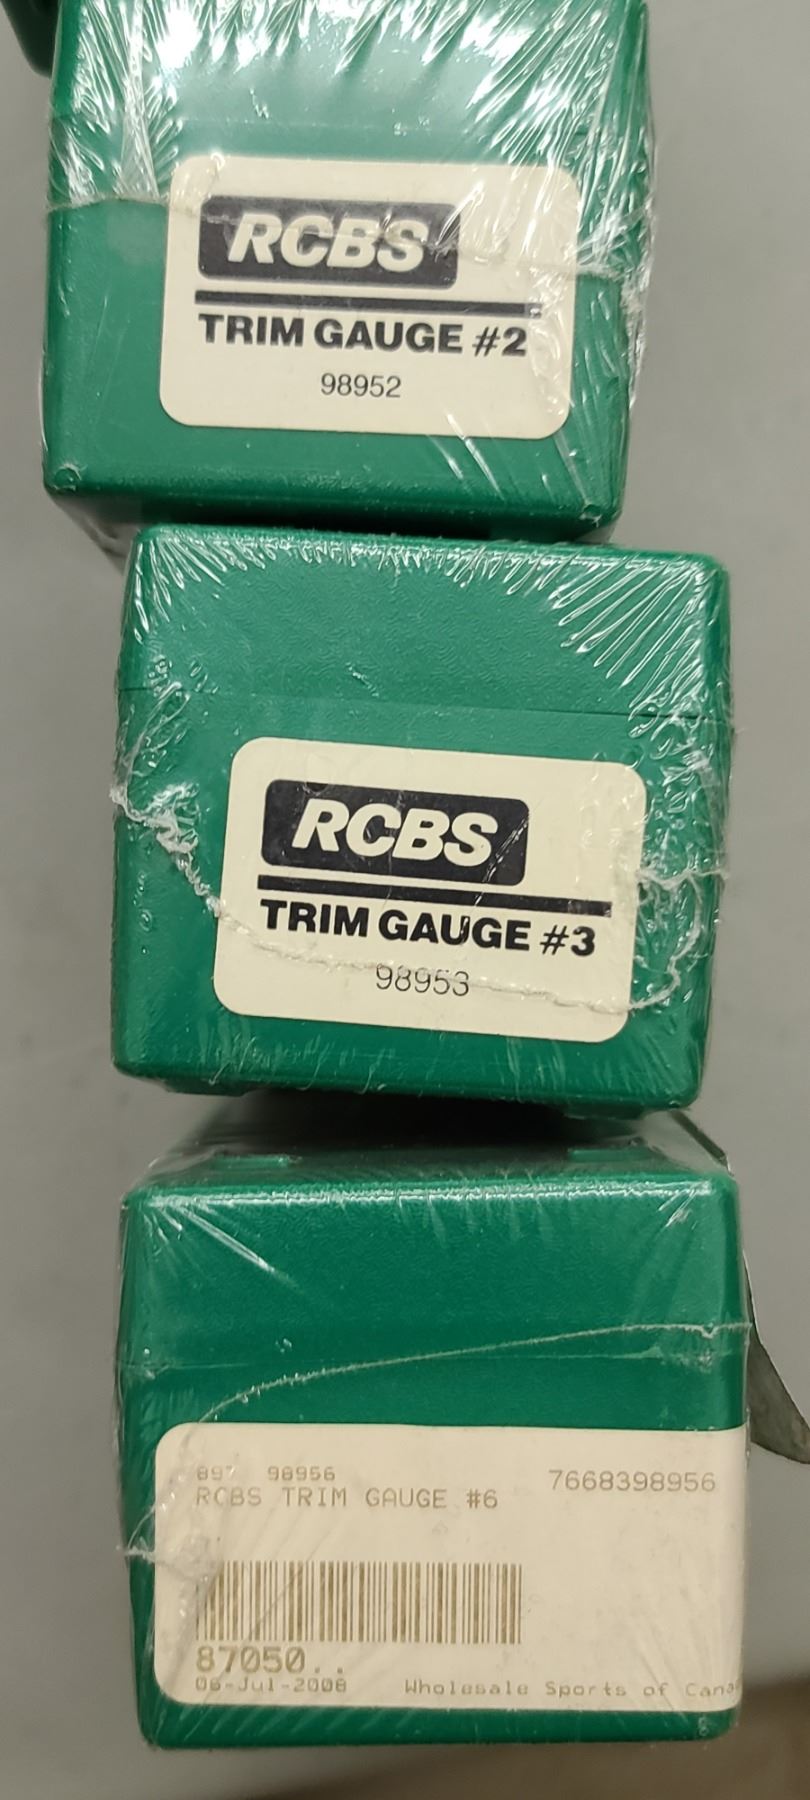 RCBS
TRIM GAUGE #2
98952
RCBS
TRIM GAUGE #3
98953
897 98956 7668398956
RCBS TRIM GAUGE #6
87050..
06-Jul-2008 Wholesale Sports of Cana